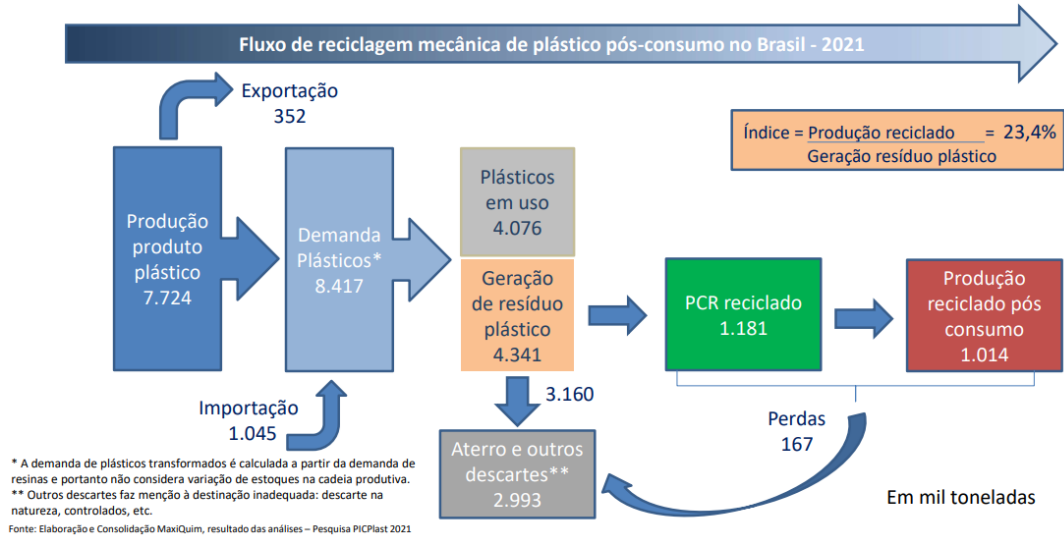 Fluxo de reciclagem mecânica de plástico pós-consumo no Brasil - 2021
Exportação
352
Índice = Produção reciclado = 23,4%
Geração resíduo plástico
Produção
produto
plástico
7.724
Demanda
Plásticos*
8.417
Plásticos
em uso
4.076
Geração
de resíduo
plástico
4.341
PCR reciclado
1.181
Produção
reciclado pós
consumo
1.014
Importação
1.045
3.160
Perdas
167
Aterro e outros
descartes**
2.993
Em mil toneladas
* A demanda de plásticos transformados é calculada a partir da demanda de
resinas e portanto não considera variação de estoques na cadeia produtiva.
** Outros descartes faz menção à destinação inadequada: descarte na
natureza, controlados, etc.
Fonte: Elaboração e Consolidação MaxiQuim, resultado das análises – Pesquisa PICPlast 2021